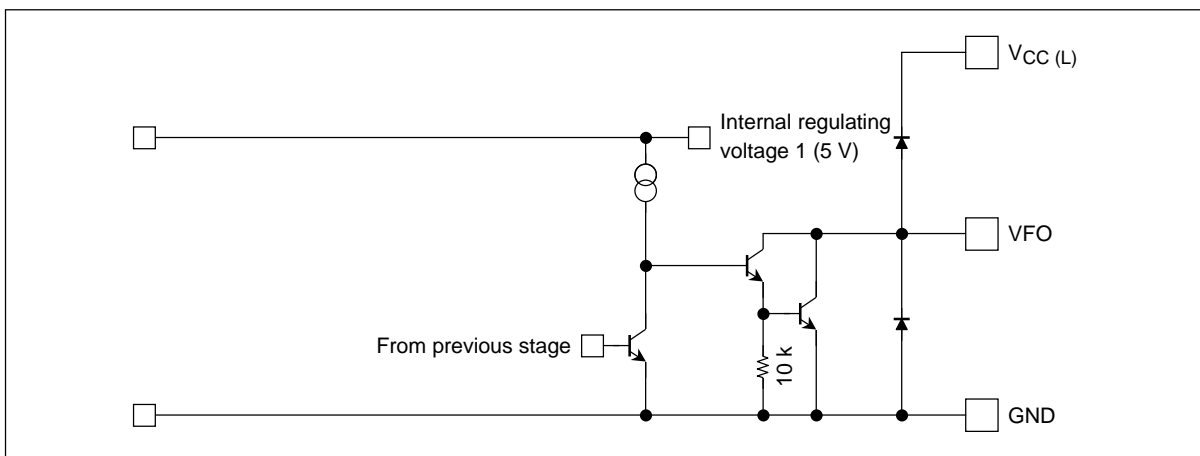 VCC (L)
Internal regulating
voltage 1 (5 V)
VFO
From previous stage
10 k
GND